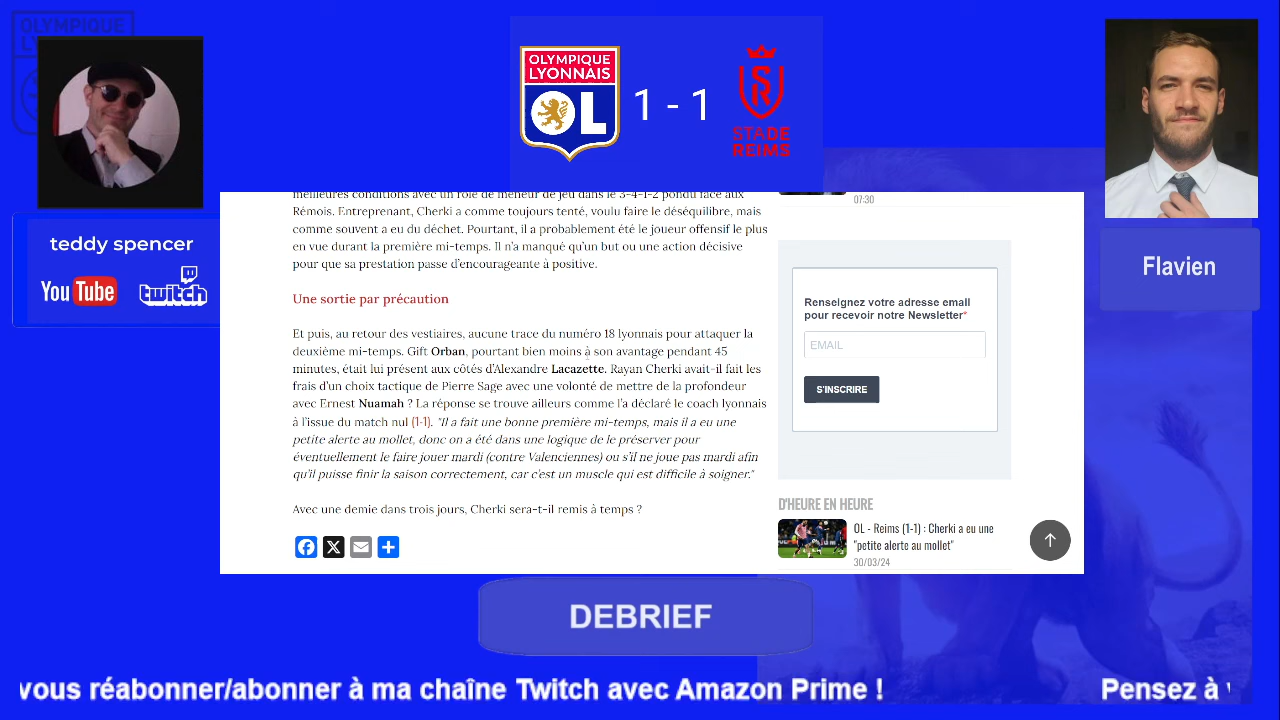 OLYMPIQUE
OLYMPIQUE
LYONNAIS
OL
1 - 1
STADE
REIMS
teddy spencer
YouTube
twitch
Flavien
meilleures conditions avec un rôle de meneur de jeu dans le 3-4-1-2 pondu face aux
Rémois. Entreprenant, Cherki a comme toujours tenté, voulu faire le déséquilibre, mais
comme souvent a eu du déchet. Pourtant, il a probablement été le joueur offensif le plus
en vue durant la première mi-temps. Il n'a manqué qu'un but ou une action décisive
pour que sa prestation passe d'encourageante à positive.
Une sortie par précaution
Et puis, au retour des vestiaires, aucune trace du numéro 18 lyonnais pour attaquer la
deuxième mi-temps. Gift Orban, pourtant bien moins à son avantage pendant 45
minutes, était lui présent aux côtés d'Alexandre Lacazette. Rayan Cherki avait-il fait les
frais d'un choix tactique de Pierre Sage avec une volonté de mettre de la profondeur
avec Ernest Nuamah ? La réponse se trouve ailleurs comme l'a déclaré le coach lyonnais
à l'issue du match nul (1-1). "Il a fait une bonne première mi-temps, mais il a eu une
petite alerte au mollet, donc on a été dans une logique de le préserver pour
éventuellement le faire jouer mardi (contre Valenciennes) ou s'il ne joue pas mardi afin
qu'il puisse finir la saison correctement, car c'est un muscle qui est difficile à soigner."
Avec une demie dans trois jours, Cherki sera-t-il remis à temps ?
07:30
Renseignez votre adresse email
pour recevoir notre Newsletter*
EMAIL
S'INSCRIRE
D'HEURE EN HEURE
OL - Reims (1-1) : Cherki a eu une
"petite alerte au mollet"
30/03/24
DEBRIEF
vous réabonner/abonner à ma chaîne Twitch avec Amazon Prime ! Pensez à